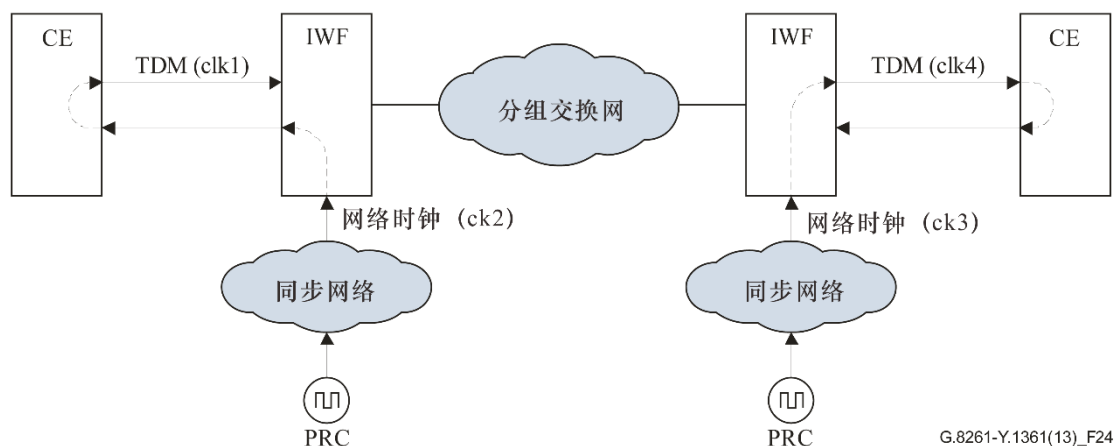 CE
IWF
IWF
CE
TDM (clk1)
TDM (clk4)
分组交换网
网络时钟（ck2）
网络时钟（ck3）
同步网络
同步网络
PRC
PRC
G.8261-Y.1361(13)_F24